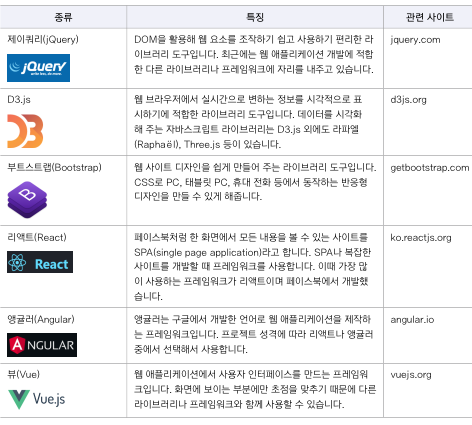 종류 특징 관련 사이트
제이쿼리(jQuery) DOM을 활용해 웹 요소를 조작하기 쉽고 사용하기 편리한 라 jquery.com
이브러리 도구입니다. 최근에는 웹 애플리케이션 개발에 적합
한 다른 라이브러리나 프레임워크에 자리를 내주고 있습니다.
jQuery
write less, do more.
D3.js 웹 브라우저에서 실시간으로 변하는 정보를 시각적으로 표 d3js.org
시하기에 적합한 라이브러리 도구입니다. 데이터를 시각화
해 주는 자바스크립트 라이브러리는 D3.js 외에도 라파엘
(Raphaël), Three.js 등이 있습니다.
D3
부트스트랩(Bootstrap) 웹 사이트 디자인을 쉽게 만들어 주는 라이브러리 도구입니다. getbootstrap.com
CSS로 PC, 태블릿 PC, 휴대 전화 등에서 동작하는 반응형
디자인을 만들 수 있게 해줍니다.
B
리액트(React) 페이스북처럼 한 화면에서 모든 내용을 볼 수 있는 사이트를 ko.reactjs.org
SPA(single page application)라고 합니다. SPA나 복잡한
사이트를 개발할 때 프레임워크를 사용합니다. 이때 가장 많
이 사용하는 프레임워크가 리액트이며 페이스북에서 개발했
습니다.
React
앵귤러(Angular) 앵귤러는 구글에서 개발한 언어로 웹 애플리케이션을 제작하 angular.io
는 프레임워크입니다. 프로젝트 성격에 따라 리액트나 앵귤러
중에서 선택해서 사용합니다.
ANGULAR
뷰(Vue) 웹 애플리케이션에서 사용자 인터페이스를 만드는 프레임워 vuejs.org
크입니다. 화면에 보이는 부분에만 초점을 맞추기 때문에 다른
라이브러리나 프레임워크와 함께 사용할 수 있습니다.
Vue.js